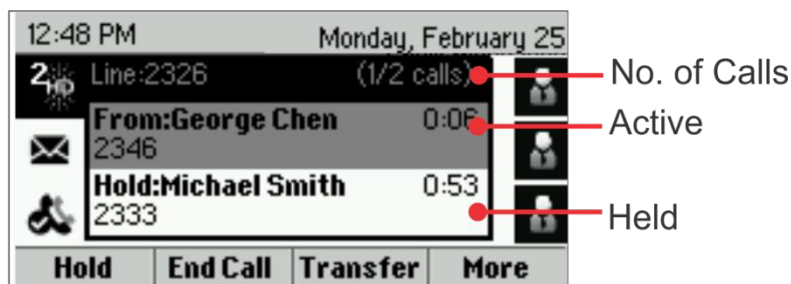 12:48 PM Monday, February 25
2 HD Line:2326 (1/2 calls) No. of Calls
From:George Chen 0:06 Active
2346
Hold:Michael Smith 0:53 Held
2333
Hold End Call Transfer More